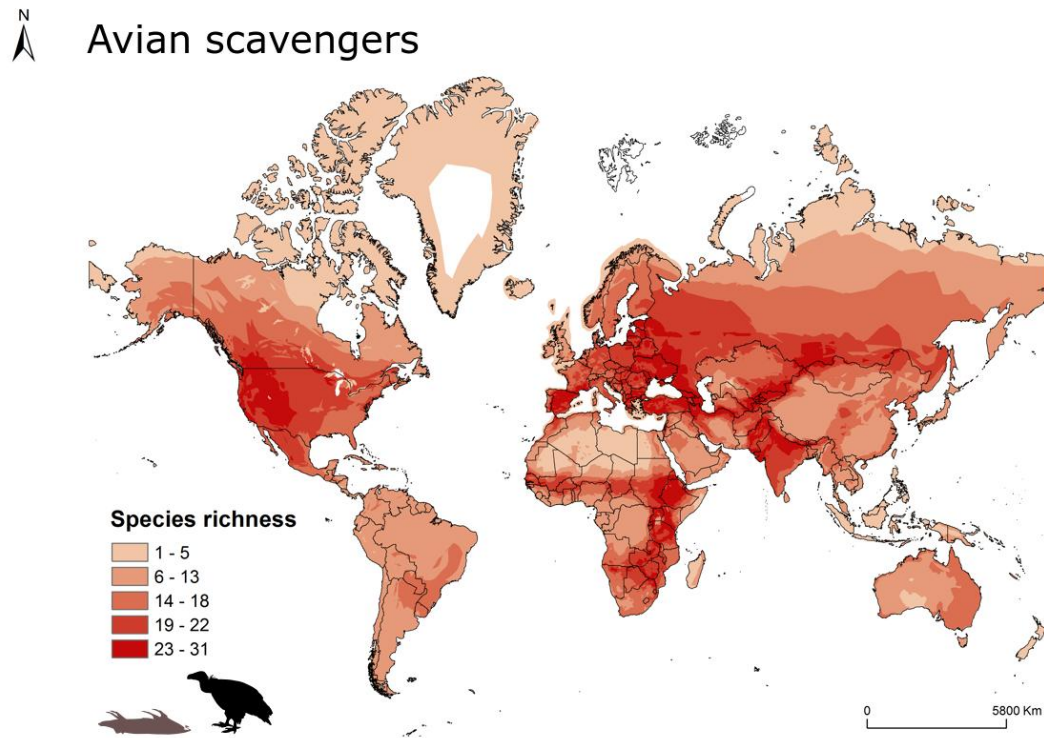 N
Avian scavengers
Species richness
1 - 5
6 - 13
14 - 18
19 - 22
23 - 31
0 5800 Km